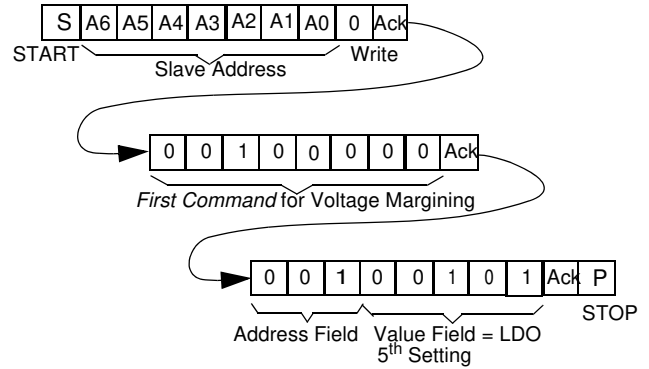 S A6 A5 A4 A3 A2 A1 A0 0 Ack
START Slave Address Write
0 0 1 0 0 0 0 0 Ack
First Command for Voltage Margining
0 0 1 0 0 1 0 1 Ack P
STOP
Address Field Value Field = LDO
5th Setting